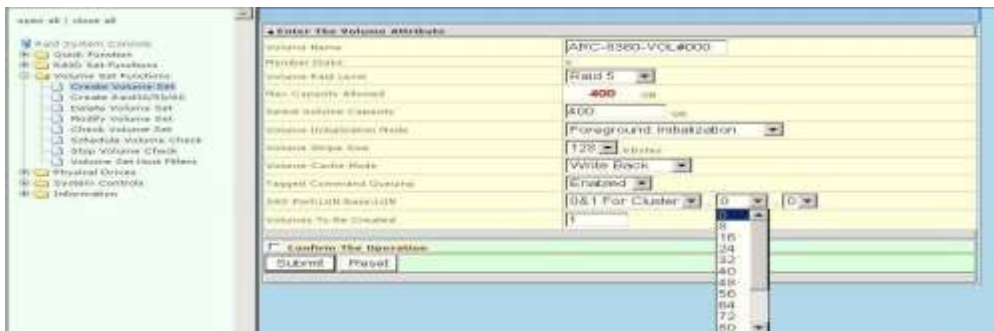 open all | close all
Raid System Console
Quick Function
RAID Set Functions
Volume Set Functions
Create Volume Set
Create Raid30/50/60
Delete Volume Set
Modify Volume Set
Check Volume Set
Schedule Volume Check
Stop Volume Check
Volume Set Host Filters
Physical Drives
System Controls
Information
Enter The Volume Attribute
Volume Name ARC-8360-VOL#000
Member Disks
Volume Raid Level Raid 5
Max Capacity Allowed 400 GB
Select Volume Capacity 400 GB
Volume Initialization Mode Foreground Initialization
Volume Stripe Size 128 KBytes
Volume Cache Mode Write Back
Tagged Command Queuing Enabled
SAS Port:LUN Base:LUN 0&1 For Cluster : 0 : 0
Volumes To Be Created 1
Confirm The Operation
Submit Reset
0
8
16
24
32
40
48
56
64
72
80